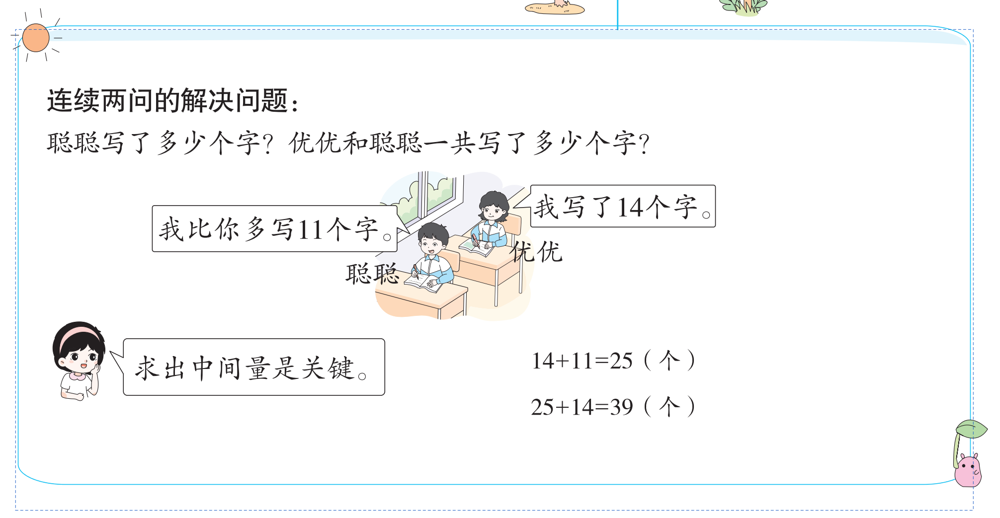 连续两问的解决问题：
聪聪写了多少个字？优优和聪聪一共写了多少个字？
我写了14个字。
我比你多写11个字。
优优
聪聪
求出中间量是关键。
14+11=25（个）
25+14=39（个）